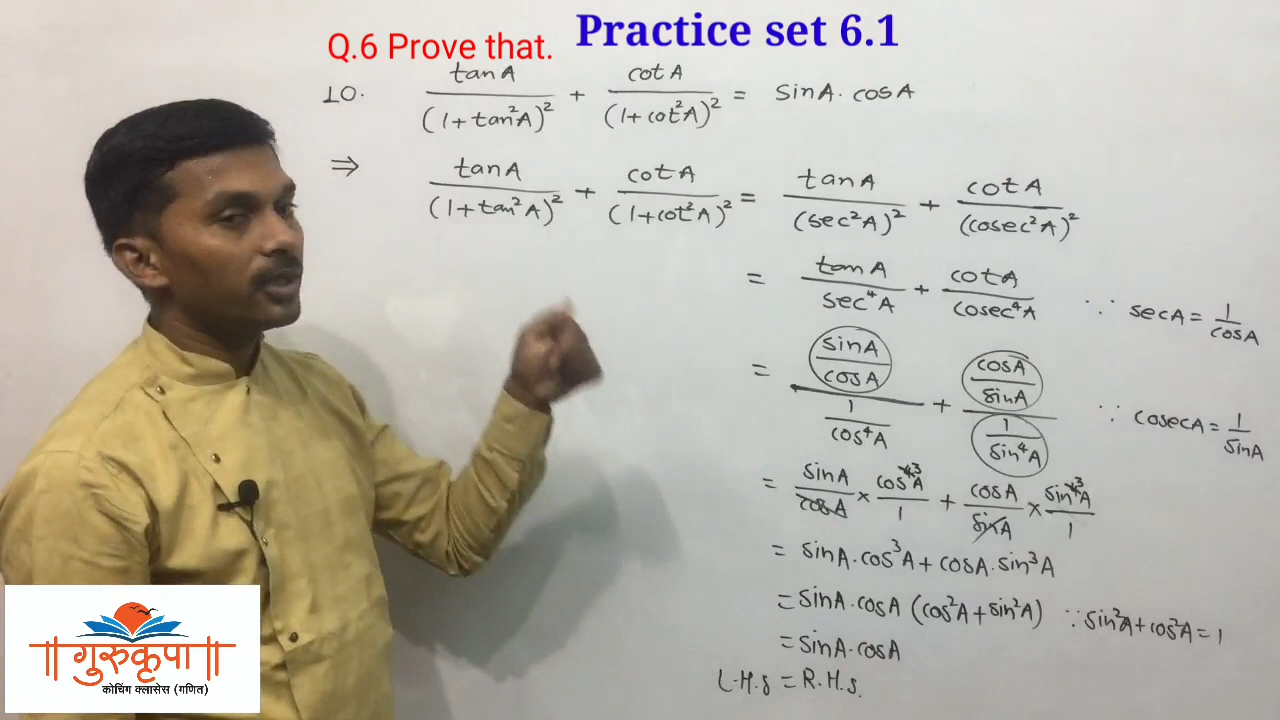 Practice set 6.1
Q.6 Prove that.
10. tanA/(1+tan²A)² + cotA/(1+cot²A)² = sinA·cosA
⇒ tanA/(1+tan²A)² + cotA/(1+cot²A)² = tanA/(sec²A)² + cotA/(cosec²A)²
= tanA/sec⁴A + cotA/cosec⁴A ∵ secA = 1/cosA
= (sinA/cosA)/(1/cos⁴A) + (cosA/sinA)/(1/sin⁴A) ∵ cosecA = 1/sinA
= sinA/cosA × cos⁴³A/1 + cosA/sinA × sin⁴³A/1
= sinA·cos³A + cosA·sin³A
= sinA·cosA (cos²A + sin²A) ∵ sin²A + cos²A = 1
= sinA·cosA
L.H.S = R.H.S.
॥गुरुकृपा॥
कोचिंग क्लासेस (गणित)